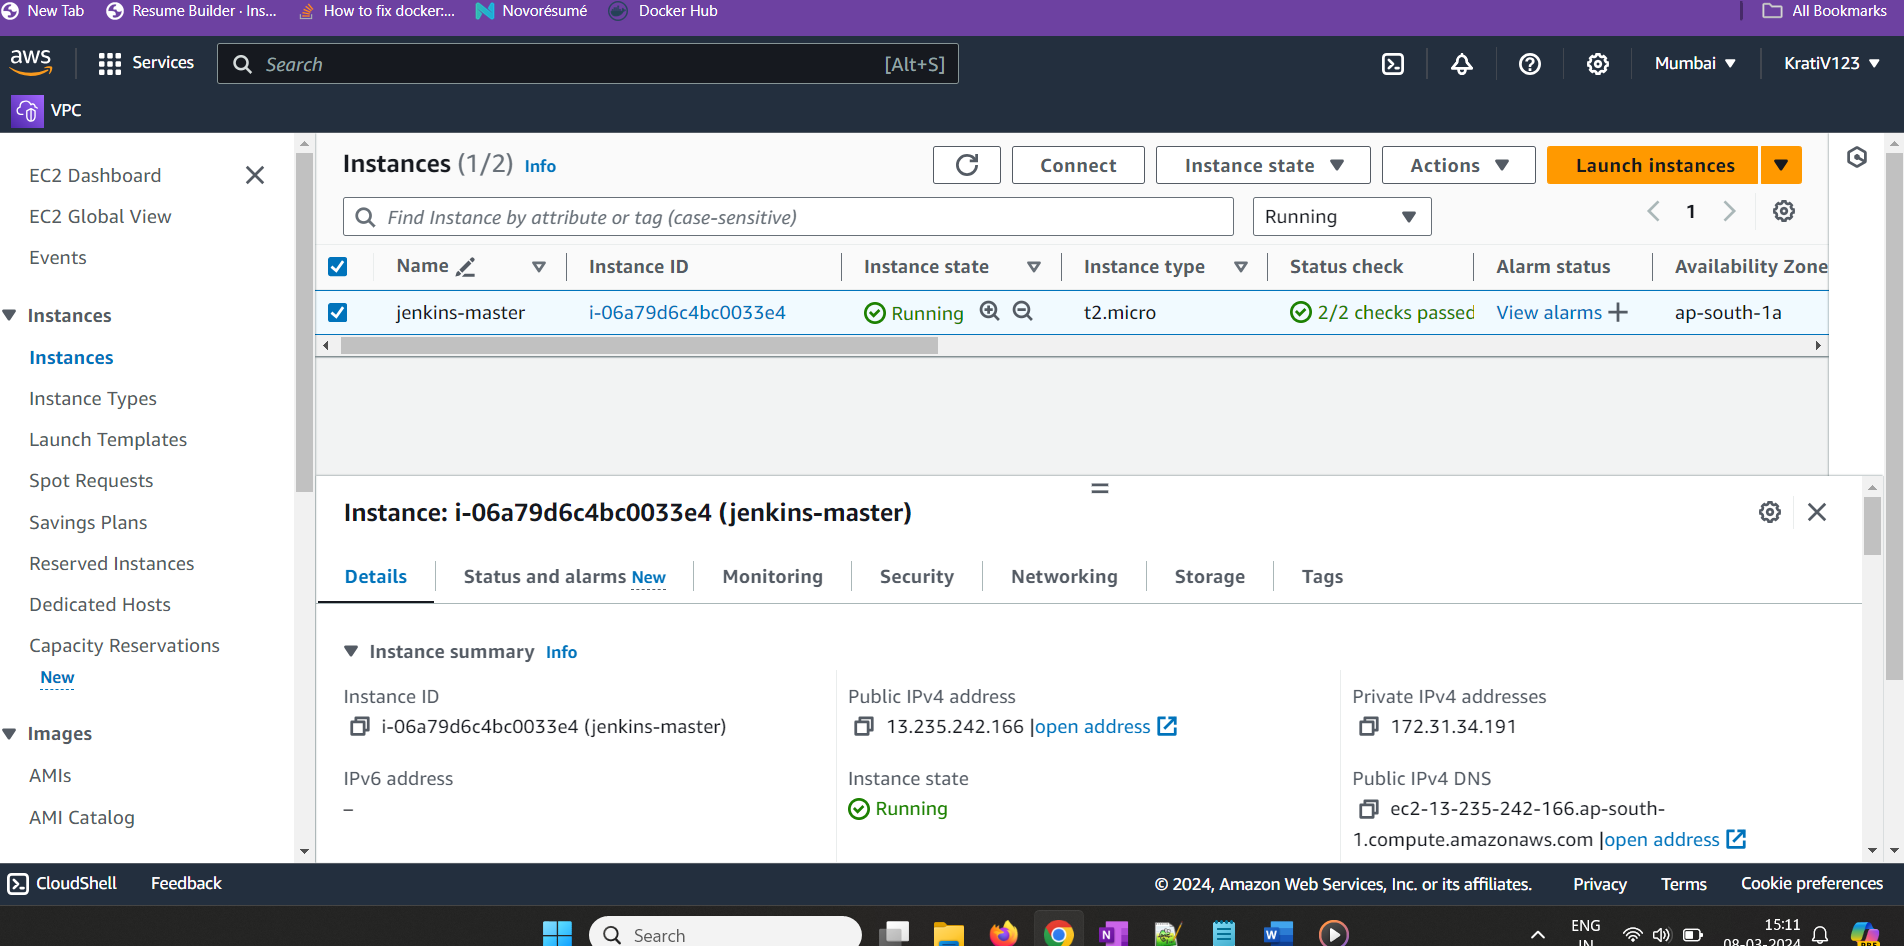 New Tab Resume Builder · Ins... How to fix docker:... Novorésumé Docker Hub All Bookmarks
aws Services Search [Alt+S] Mumbai ▼ KratiV123 ▼
VPC
EC2 Dashboard
EC2 Global View
Events
Instances
Instances
Instance Types
Launch Templates
Spot Requests
Savings Plans
Reserved Instances
Dedicated Hosts
Capacity Reservations
New
Images
AMIs
AMI Catalog
Instances (1/2) Info Connect Instance state ▼ Actions ▼ Launch instances ▼
Find Instance by attribute or tag (case-sensitive) Running 1
Name Instance ID Instance state Instance type Status check Alarm status Availability Zone
jenkins-master i-06a79d6c4bc0033e4 Running t2.micro 2/2 checks passed View alarms + ap-south-1a
Instance: i-06a79d6c4bc0033e4 (jenkins-master)
Details Status and alarms New Monitoring Security Networking Storage Tags
Instance summary Info
Instance ID
i-06a79d6c4bc0033e4 (jenkins-master)
Public IPv4 address
13.235.242.166 |open address
Private IPv4 addresses
172.31.34.191
IPv6 address
–
Instance state
Running
Public IPv4 DNS
ec2-13-235-242-166.ap-south-
1.compute.amazonaws.com |open address
CloudShell Feedback © 2024, Amazon Web Services, Inc. or its affiliates. Privacy Terms Cookie preferences
Search ENG 15:11
IN 08-03-2024